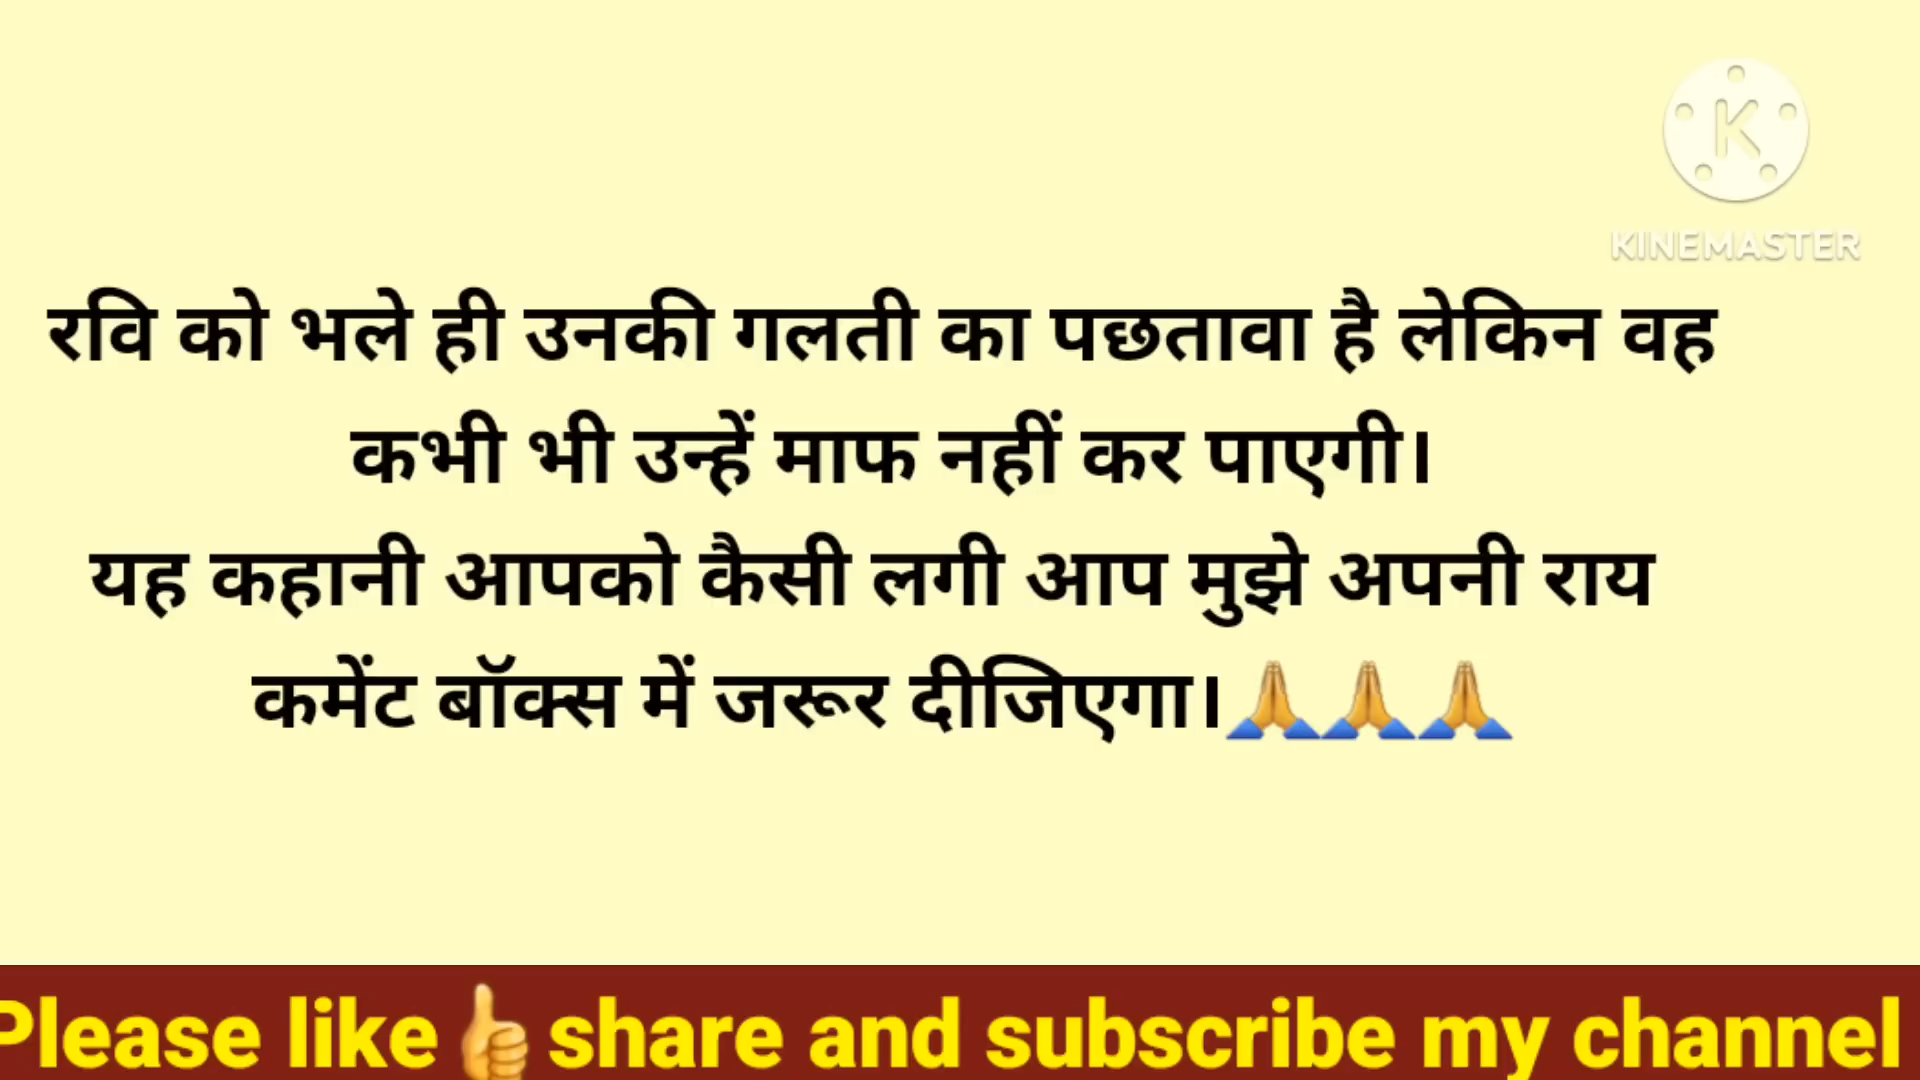 KINEMASTER
रवि को भले ही उनकी गलती का पछतावा है लेकिन वह
कभी भी उन्हें माफ नहीं कर पाएगी।
यह कहानी आपको कैसी लगी आप मुझे अपनी राय
कमेंट बॉक्स में जरूर दीजिएगा।🙏🙏🙏
Please like👍share and subscribe my channel